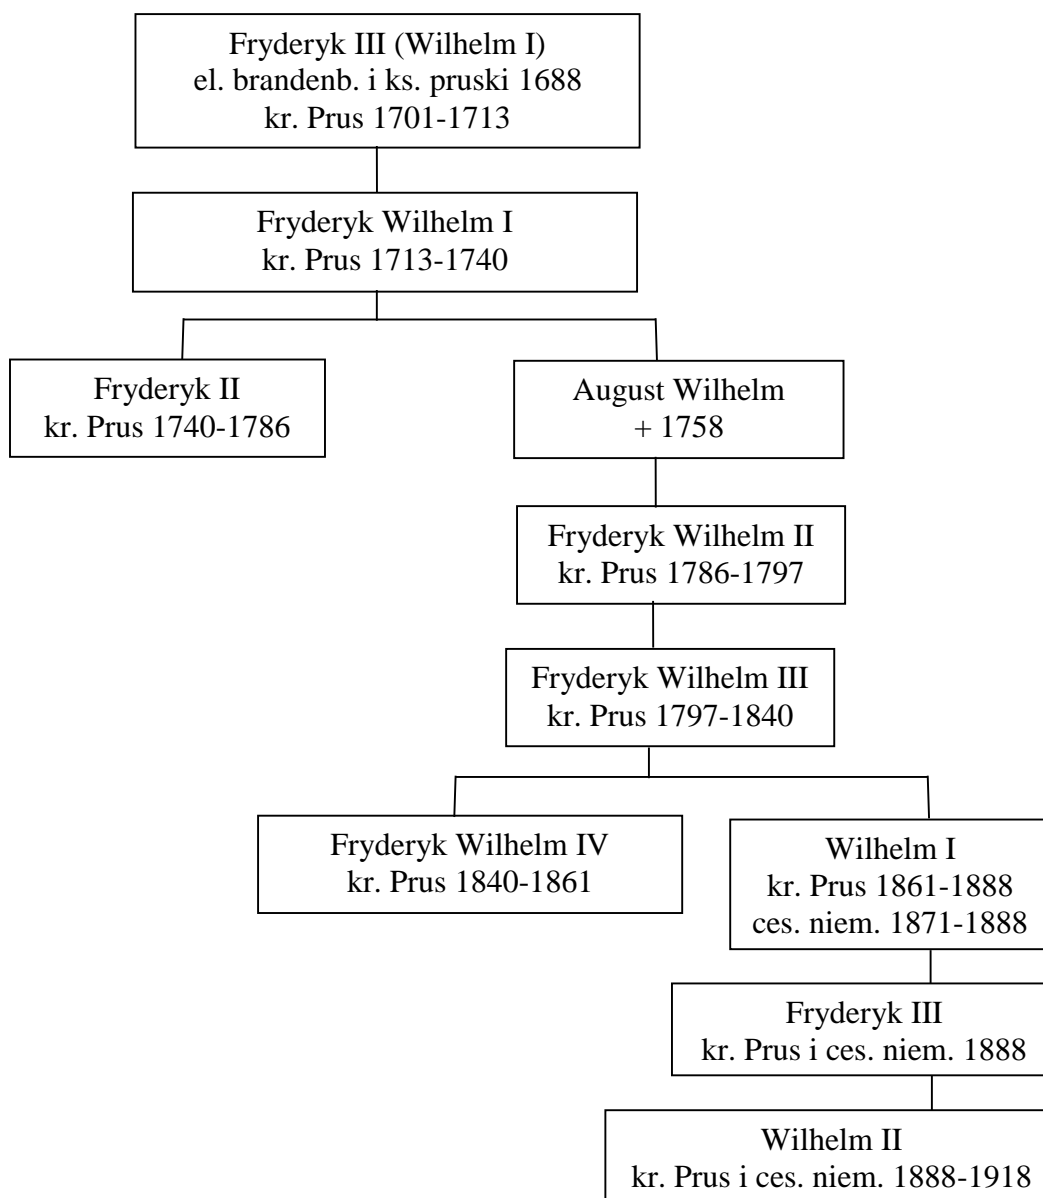 Fryderyk III (Wilhelm I)
el. brandenb. i ks. pruski 1688
kr. Prus 1701-1713
Fryderyk Wilhelm I
kr. Prus 1713-1740
Fryderyk II
kr. Prus 1740-1786
August Wilhelm
+ 1758
Fryderyk Wilhelm II
kr. Prus 1786-1797
Fryderyk Wilhelm III
kr. Prus 1797-1840
Fryderyk Wilhelm IV
kr. Prus 1840-1861
Wilhelm I
kr. Prus 1861-1888
ces. niem. 1871-1888
Fryderyk III
kr. Prus i ces. niem. 1888
Wilhelm II
kr. Prus i ces. niem. 1888-1918